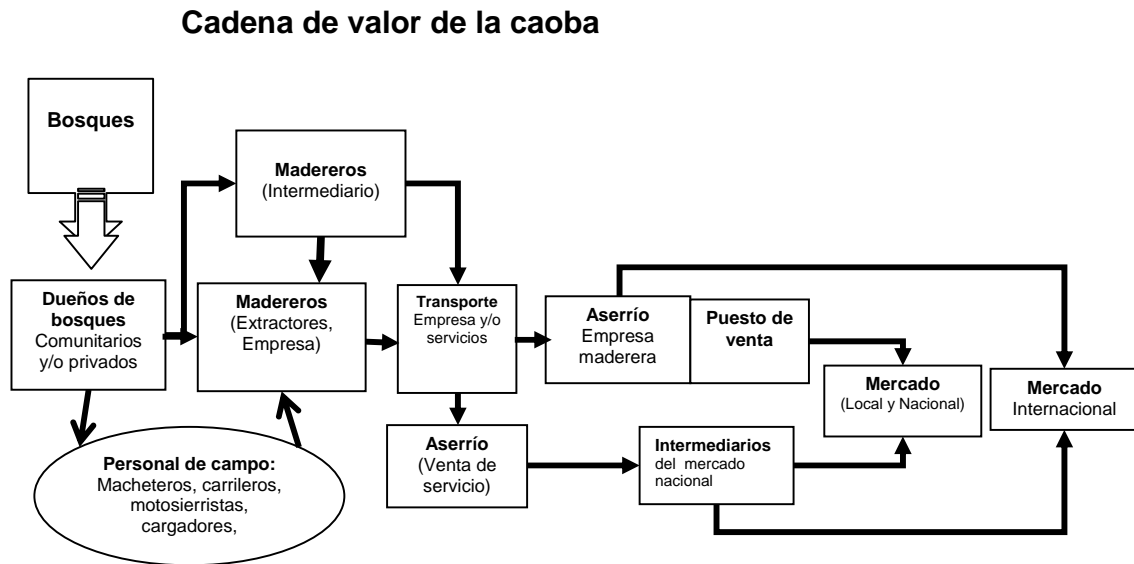 Cadena de valor de la caoba
Bosques
Madereros
(Intermediario)
Dueños de
bosques
Comunitarios
y/o privados
Madereros
(Extractores,
Empresa)
Transporte
Empresa y/o
servicios
Aserrío
Empresa
maderera
Puesto de
venta
Mercado
(Local y Nacional)
Mercado
Internacional
Personal de campo:
Macheteros, carrileros,
motosierristas,
cargadores,
Aserrío
(Venta de
servicio)
Intermediarios
del mercado
nacional